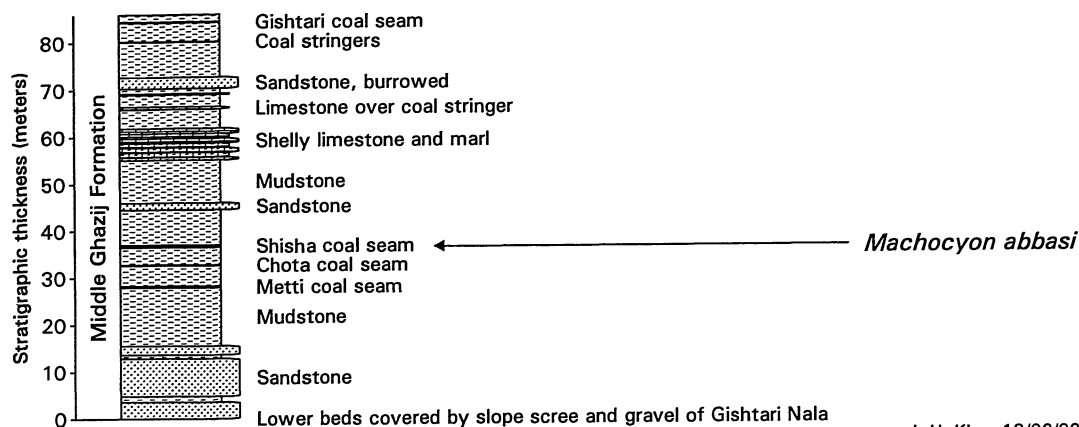 Gishtari coal seam
80
Coal stringers
Sandstone, burrowed
70
Limestone over coal stringer
60
Shelly limestone and marl
Mudstone
50
Sandstone
40
Shisha coal seam
Machocyon abbasi
Chota coal seam
30
Metti coal seam
Mudstone
20
10
Sandstone
0
Lower beds covered by slope scree and gravel of Gishtari Nala
Stratigraphic thickness (meters)
Middle Ghazij Formation